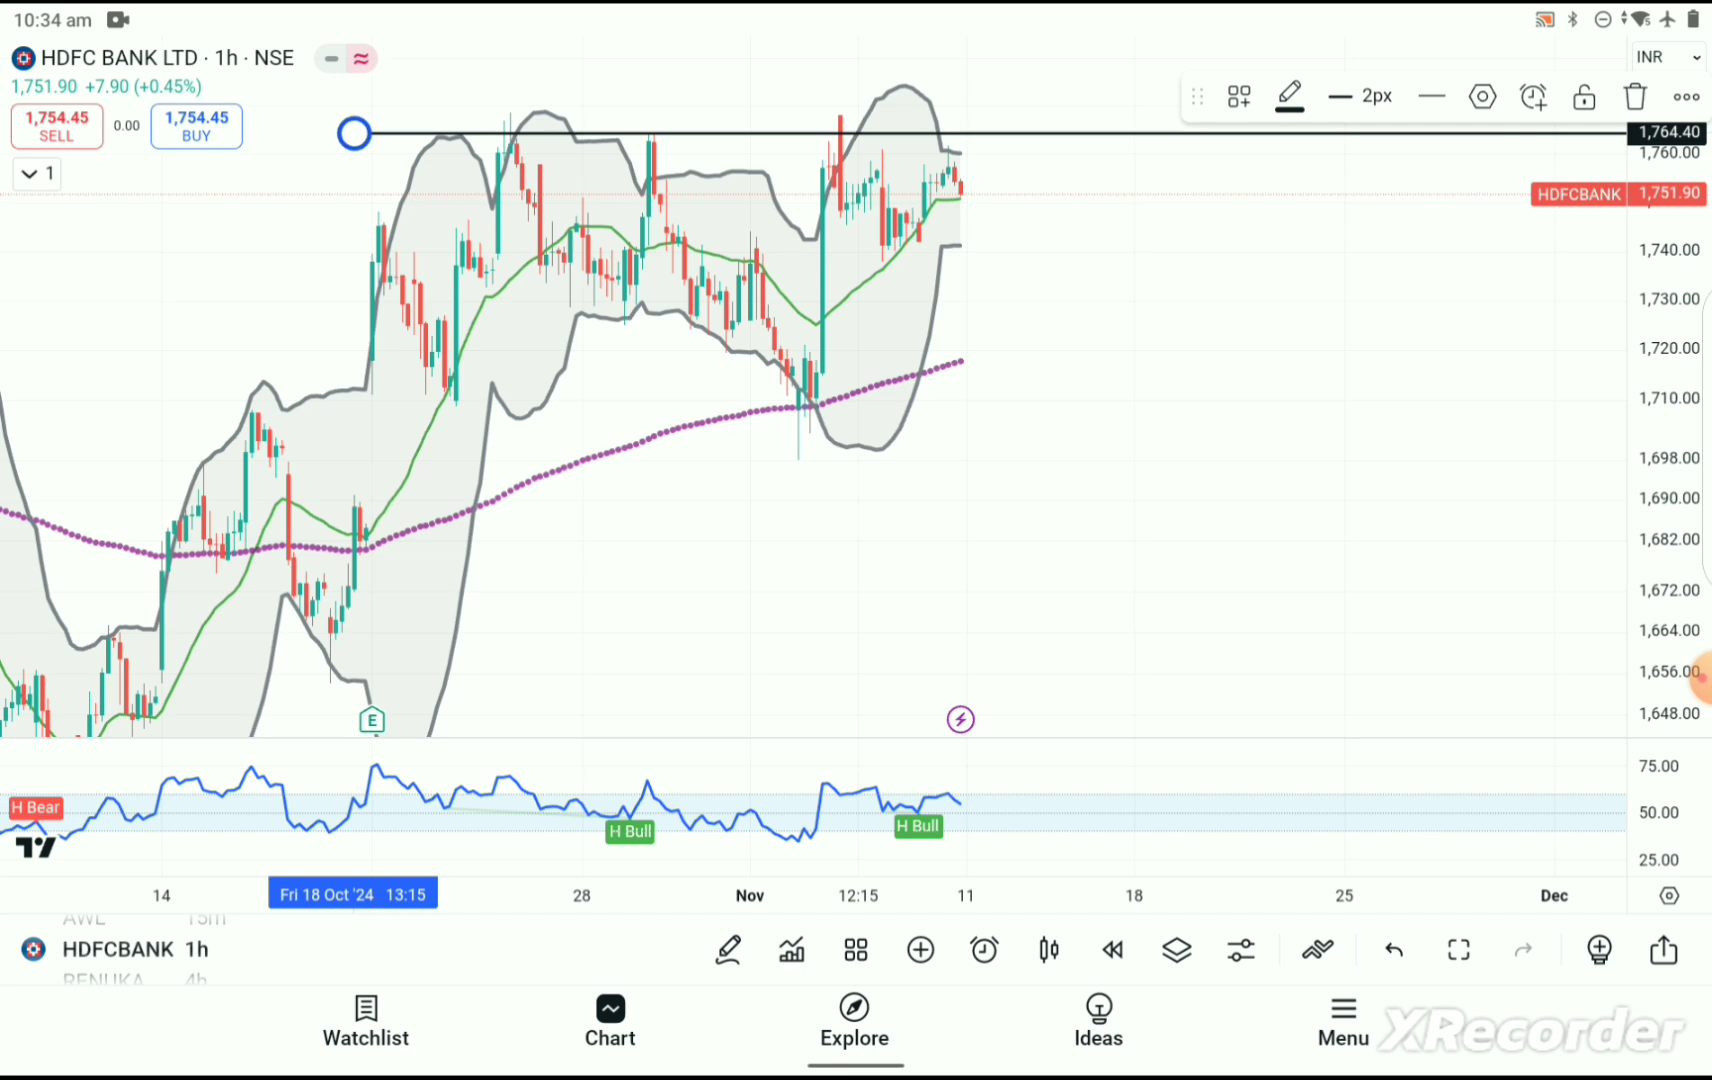 10:34 am
HDFC BANK LTD · 1h · NSE
INR
1,751.90 +7.90 (+0.45%)
2px
1,754.45
SELL
0.00
1,754.45
BUY
1
1,764.40
1,760.00
HDFCBANK 1,751.90
1,740.00
1,730.00
1,720.00
1,710.00
1,698.00
1,690.00
1,682.00
1,672.00
1,664.00
1,656.00
1,648.00
E
75.00
H Bear
50.00
H Bull
H Bull
25.00
14
Fri 18 Oct '24 13:15
28
Nov
12:15
11
18
25
Dec
AWL 15m
HDFCBANK 1h
RENUKA 4h
Watchlist
Chart
Explore
Ideas
Menu
XRecorder